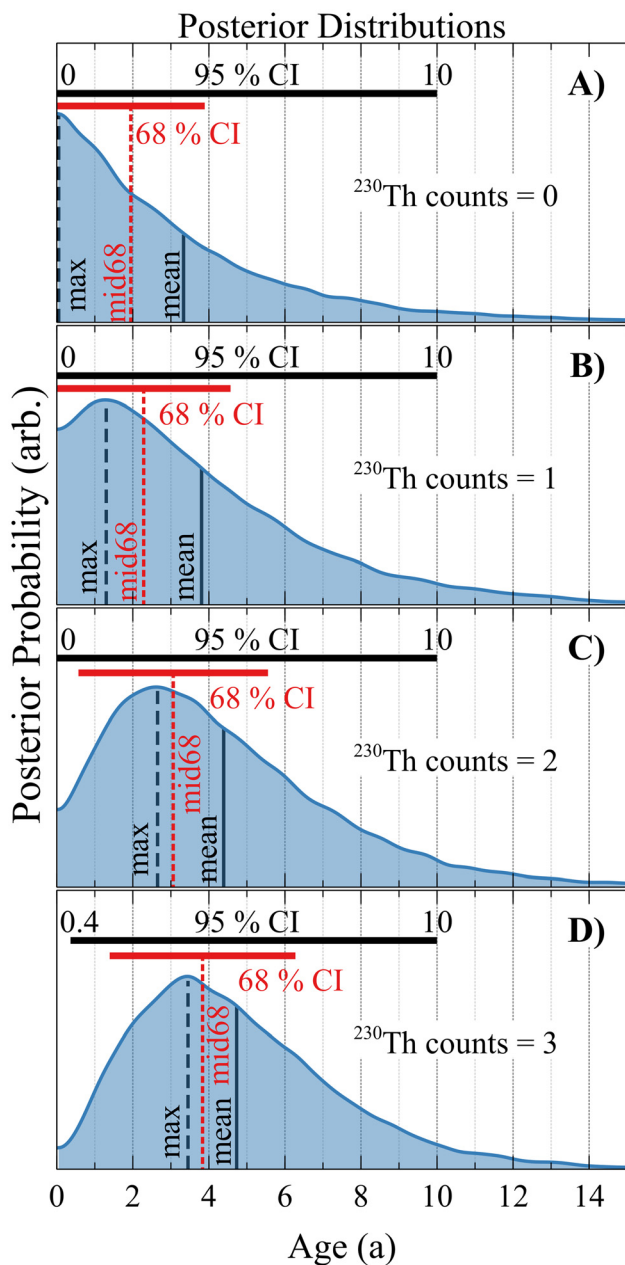 Posterior Distributions
0 95 % CI 10 A)
68 % CI
²³⁰Th counts = 0
max mid68 mean
0 95 % CI 10 B)
68 % CI
²³⁰Th counts = 1
max mid68 mean
0 95 % CI 10 C)
68 % CI
²³⁰Th counts = 2
max mid68 mean
0.4 95 % CI 10 D)
68 % CI
²³⁰Th counts = 3
max mid68 mean
Posterior Probability (arb.)
0 2 4 6 8 10 12 14
Age (a)